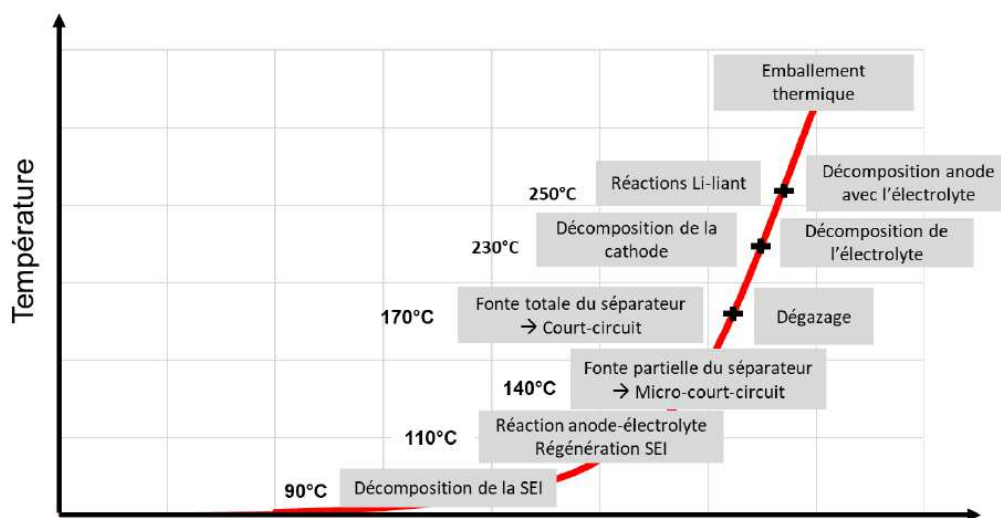 Emballement
thermique
Température
250°C
Réactions Li-liant
Décomposition anode
avec l'électrolyte
230°C
Décomposition de la
cathode
Décomposition de
l'électrolyte
170°C
Fonte totale du séparateur
→ Court-circuit
Dégazage
140°C
Fonte partielle du séparateur
→ Micro-court-circuit
110°C
Réaction anode-électrolyte
Régénération SEI
90°C
Décomposition de la SEI